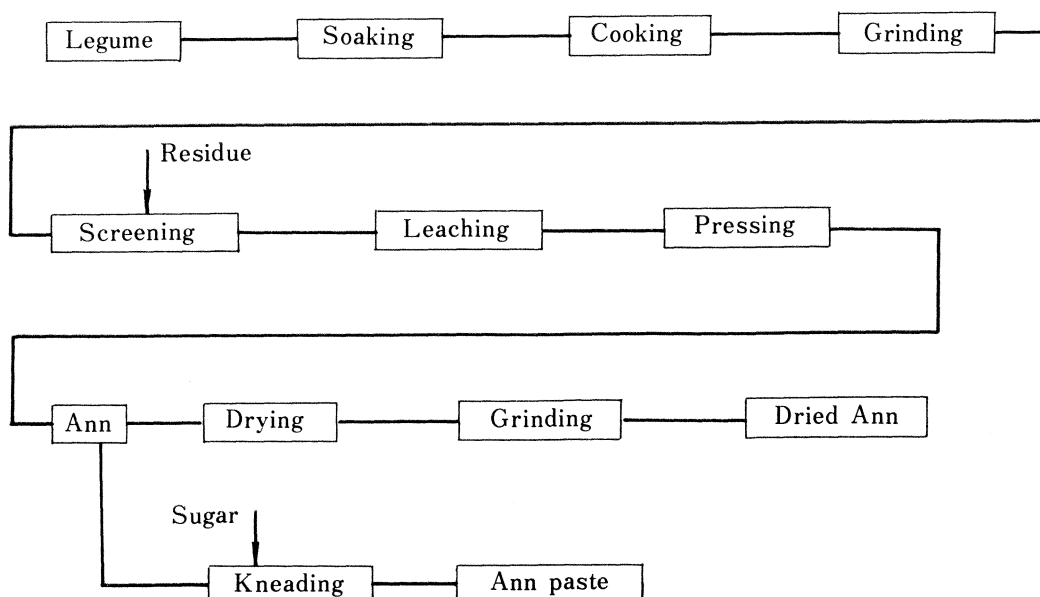 Legume Soaking Cooking Grinding
Residue
Screening Leaching Pressing
Ann Drying Grinding Dried Ann
Sugar
Kneading Ann paste